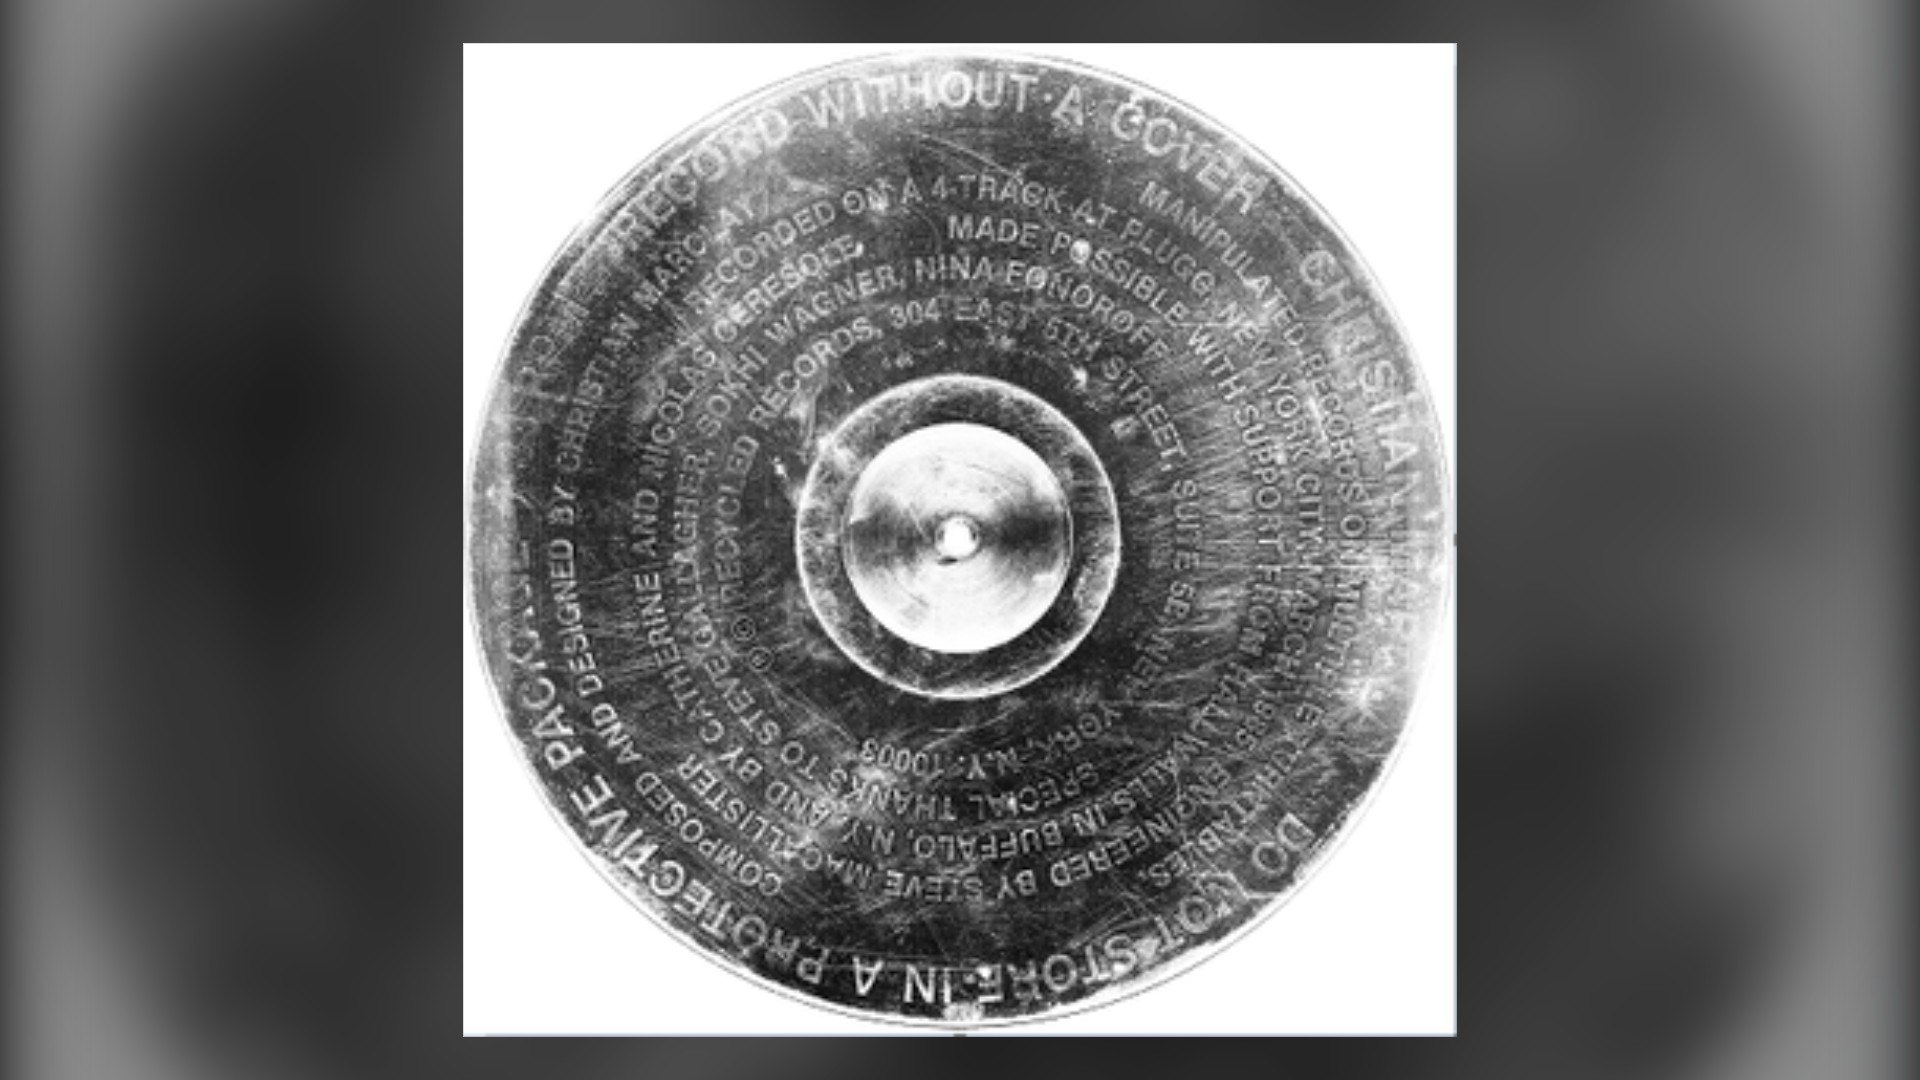 RECORD WITHOUT A COVER
CHRISTIAN MARCLAY
DO NOT STORE IN A PROTECTIVE PACKAGE
RPM
COMPOSED AND DESIGNED BY CHRISTIAN MARCLAY
MANIPULATED RECORDS ON MULTIPLE TURNTABLES.
RECORDED ON A 4-TRACK AT PLUGG, NEW YORK CITY, MARCH 1985. ENGINEERED BY STEVE MACALLISTER
MADE POSSIBLE WITH SUPPORT FROM HALLWALLS IN BUFFALO, N.Y. AND BY CATHERINE AND NICOLAS CERESOLE.
SPECIAL THANKS TO STEVE GALLAGHER, SOKHI WAGNER, NINA FONOROFF.
℗ © RECYCLED RECORDS, 304 EAST 5TH STREET, SUITE NEW YORK, N.Y. 10003